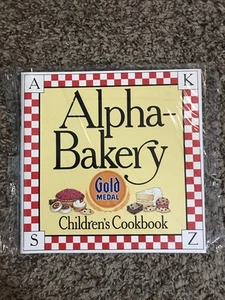 A K
Alpha-
Bakery
Gold
MEDAL
Children's Cookbook
S Z